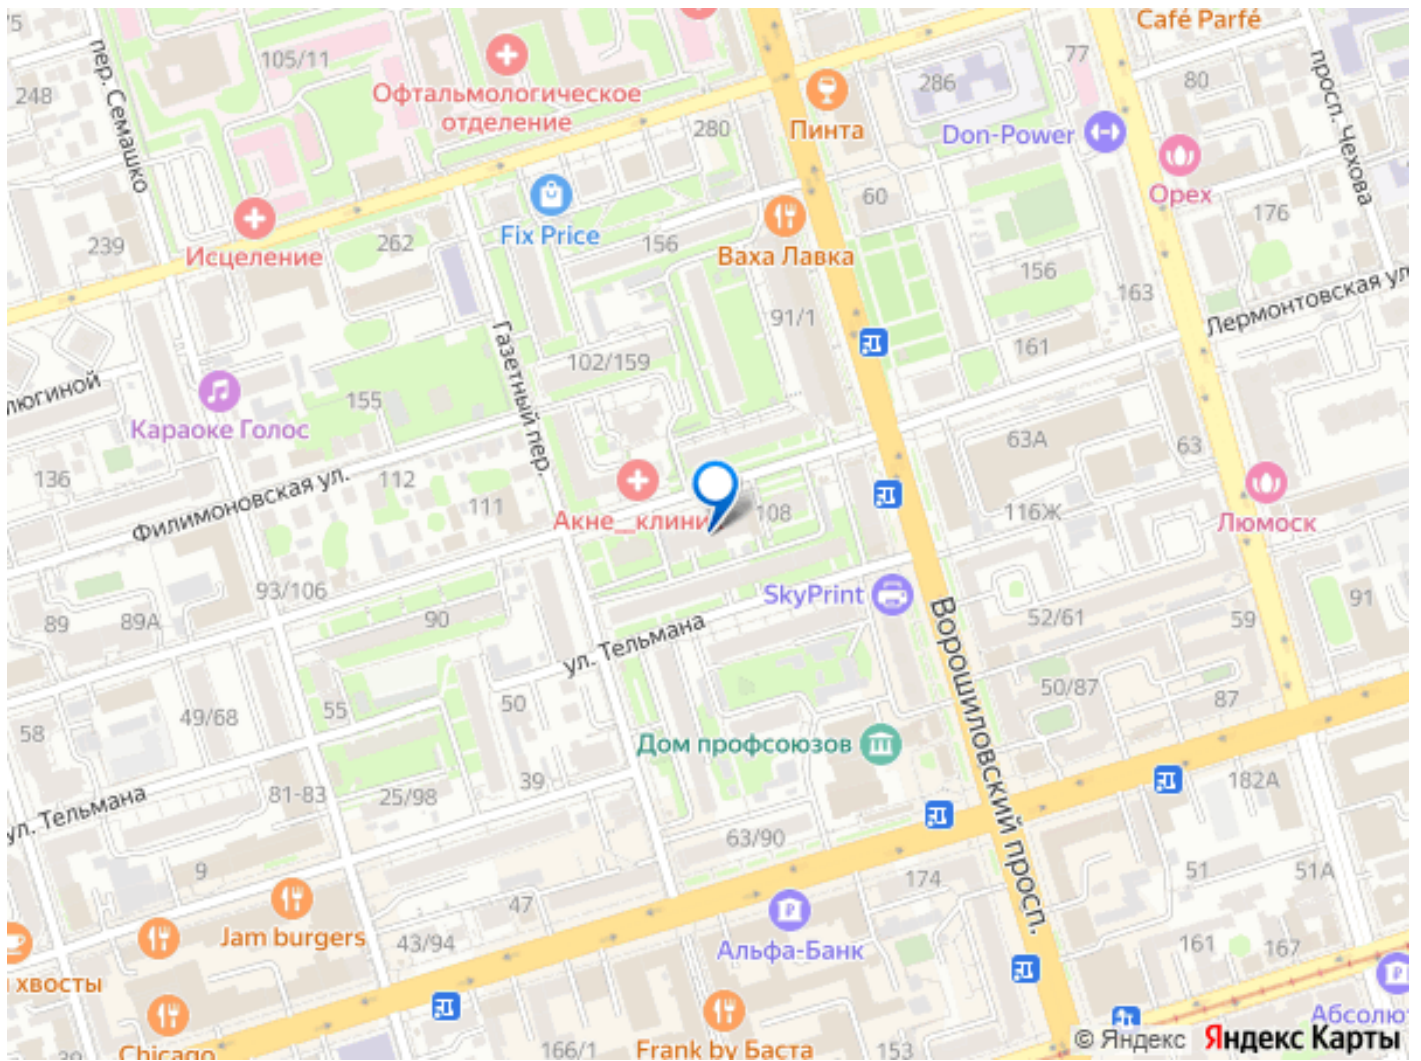 Café Parfé
75
пер. Семашко
105/11
248
Офтальмологическое
отделение
280
Пинта
286
77
80
Don-Power
просп. Чехова
Орех
60
176
239
Исцеление
262
Fix Price
156
Ваха Лавка
156
163
Лермонтовская ул
91/1
161
Газетный пер.
102/159
люгиной
155
Караоке Голос
63А
63
136
112
Филимоновская ул.
111
Акне__клини
108
116Ж
Люмоск
93/106
SkyPrint
89
89А
90
ул. Тельмана
52/61
59
91
Ворошиловский просп.
50/87
87
58
49/68
55
50
Дом профсоюзов
39
182А
ул. Тельмана
81-83
25/98
63/90
9
174
51
51А
47
Jam burgers
43/94
Альфа-Банк
161
167
хвосты
Абсолют
Chicago
39
166/1
Frank by Баста
153
© Яндекс Яндекс Карты